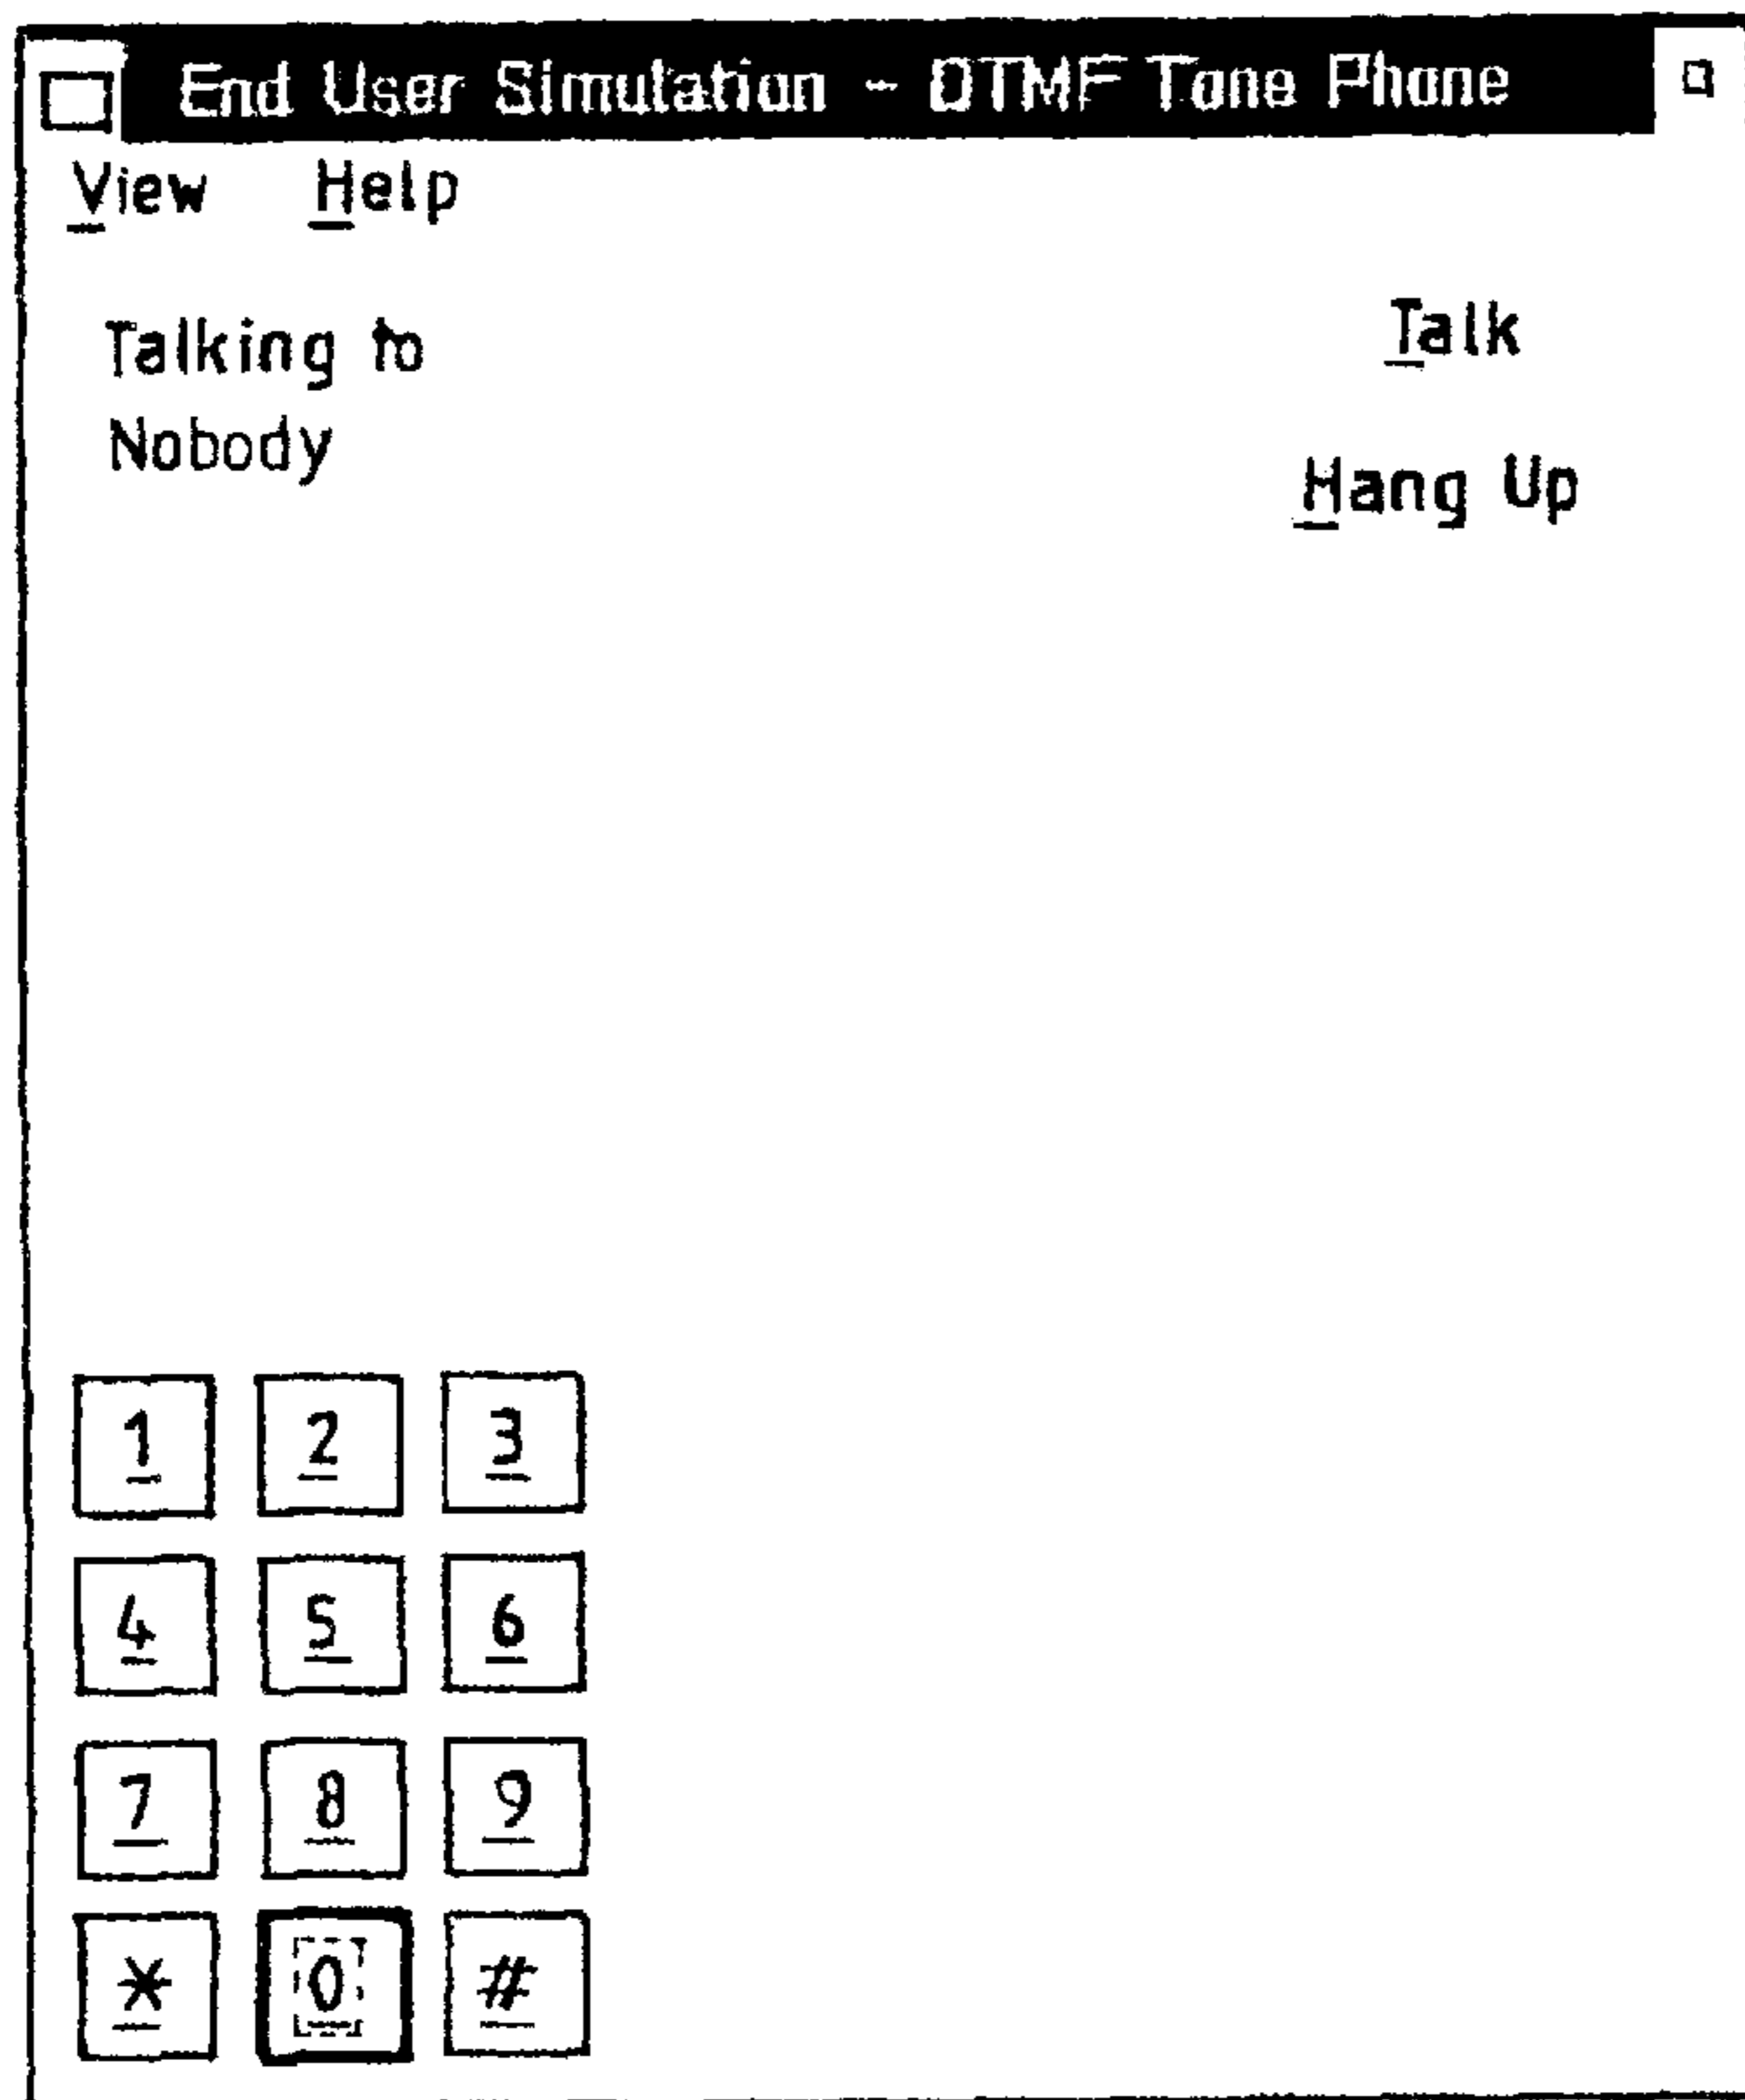 End User Simulation - DTMF Tone Phone
View Help
Talking to
Nobody
Talk
Hang Up
1 2 3
4 5 6
7 8 9
* 0 #